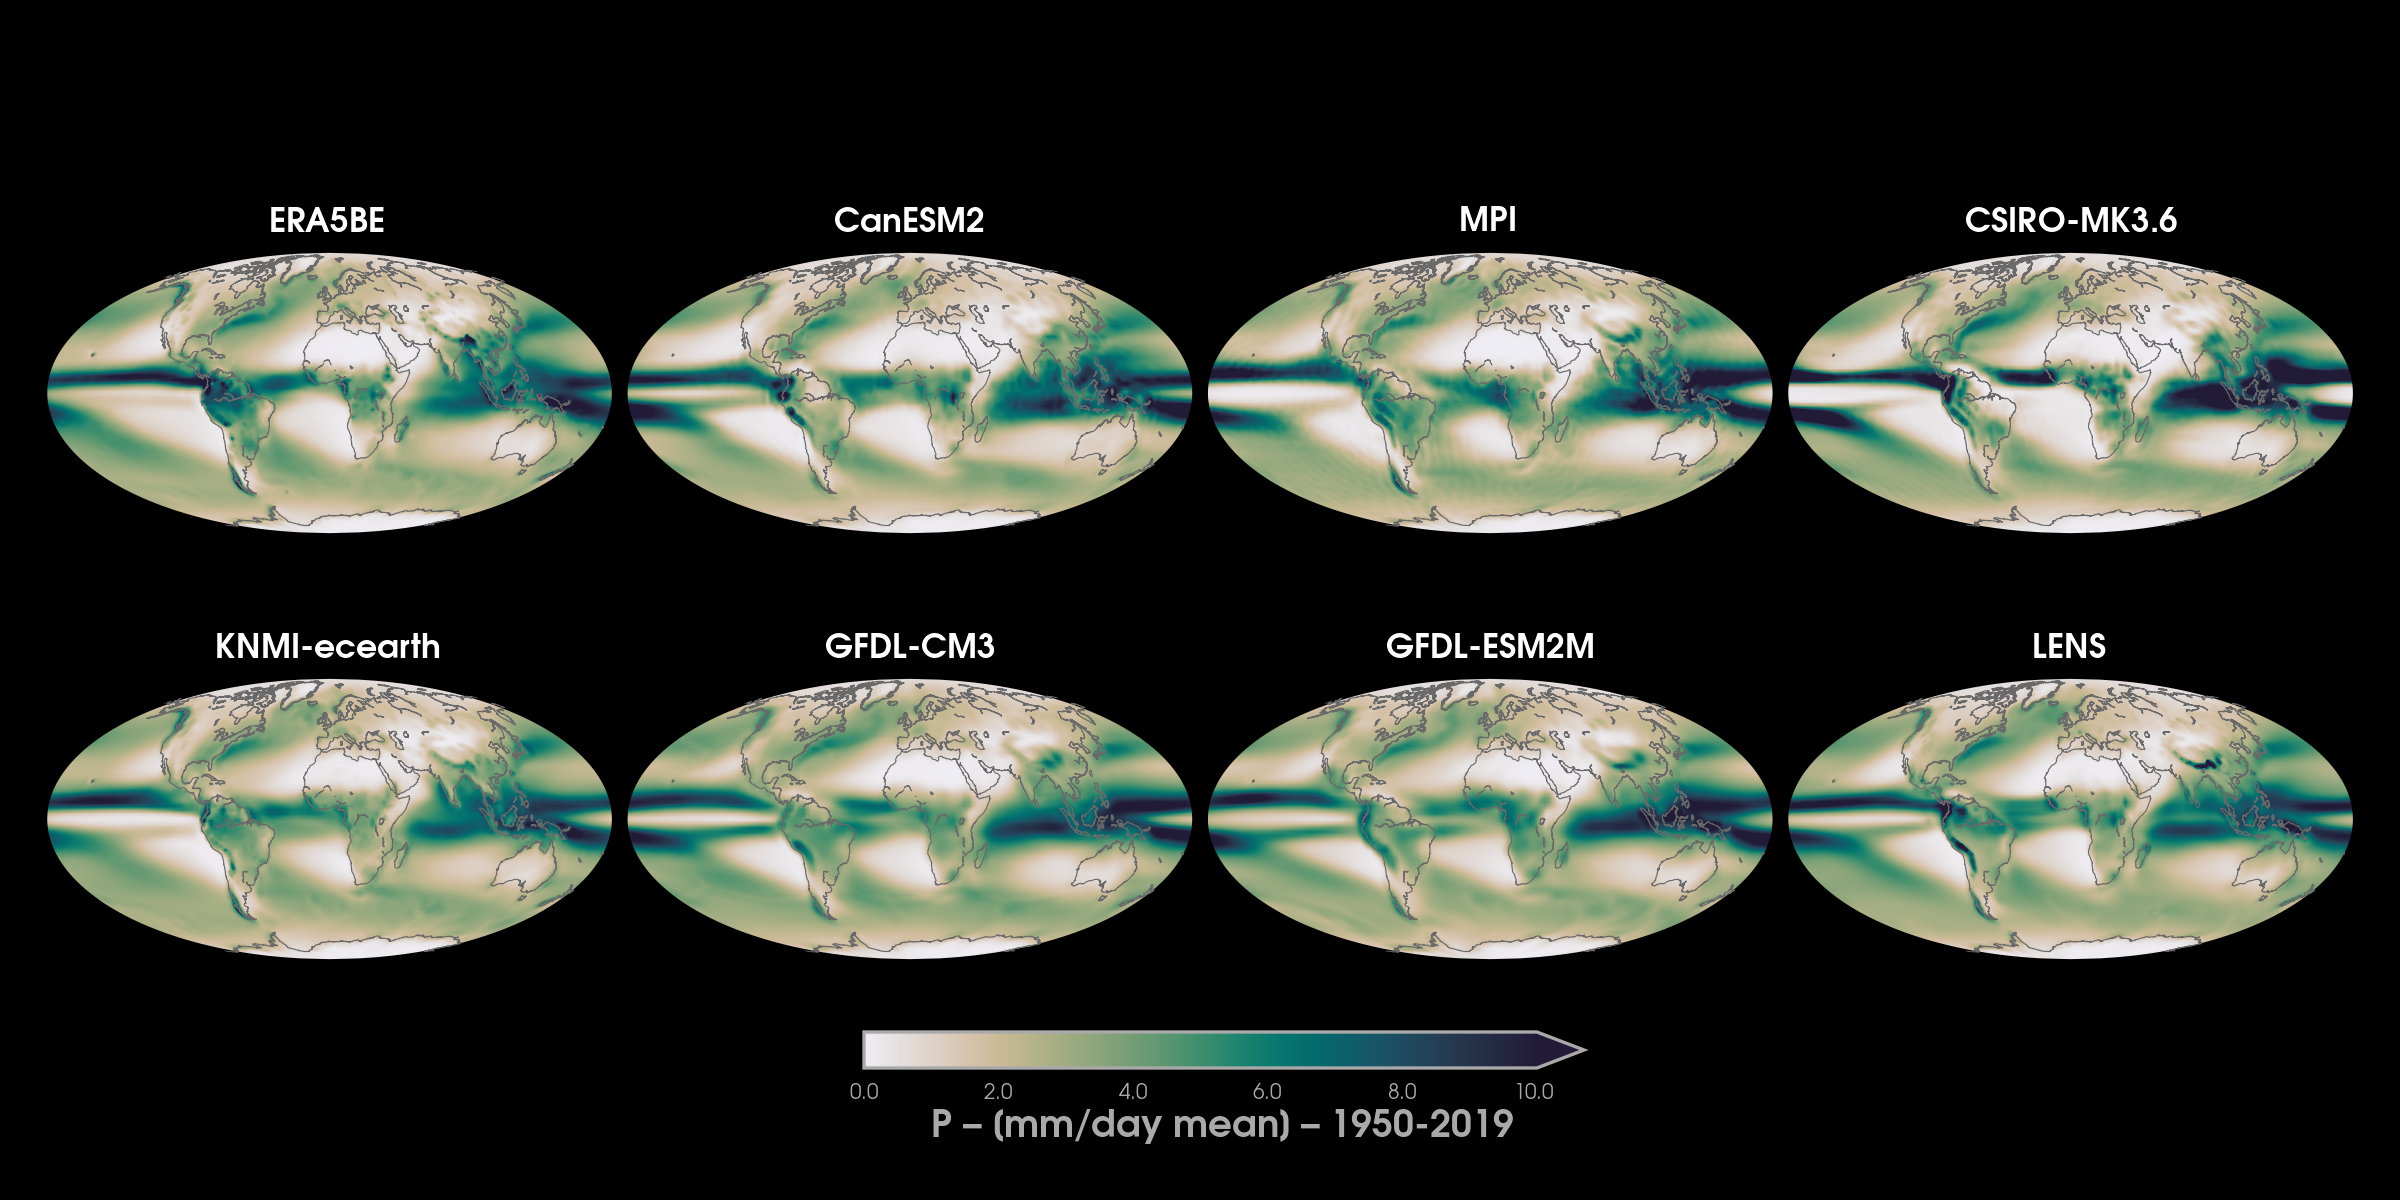 ERA5BE CanESM2 MPI CSIRO-MK3.6
KNMI-ecearth GFDL-CM3 GFDL-ESM2M LENS
0.0 2.0 4.0 6.0 8.0 10.0
P – (mm/day mean) – 1950-2019